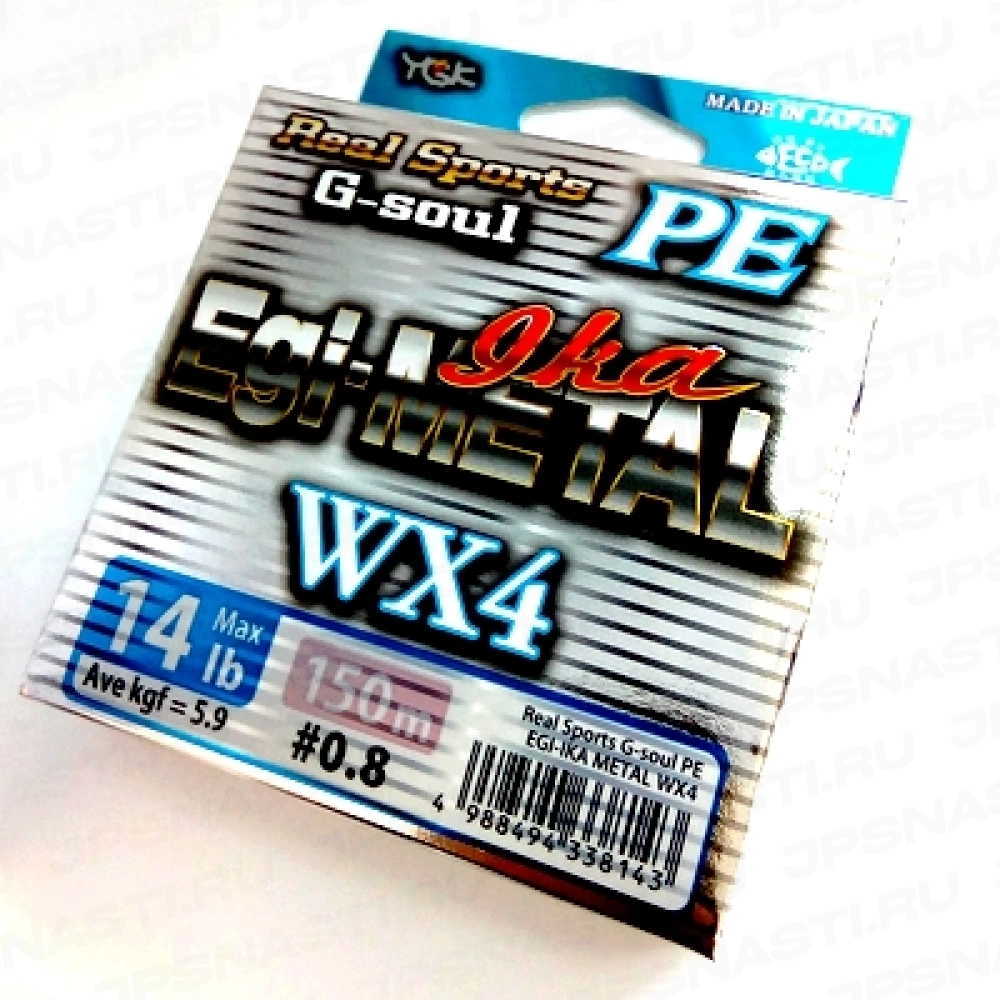 YGK
MADE IN JAPAN
ECO
Real Sports
G-soul PE
Egi-Ika METAL
WX4
14 Max lb
Ave kgf = 5.9
150m
#0.8
Real Sports G-soul PE
EGI-IKA METAL WX4
4 988494 338143
JPSNASTI.RU